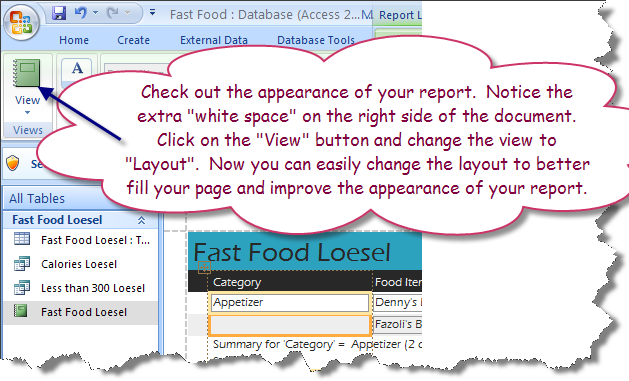 Fast Food : Database (Access 2...M
Report L
Home Create External Data Database Tools
View
A
Views
Check out the appearance of your report. Notice the
extra "white space" on the right side of the document.
Click on the "View" button and change the view to
"Layout". Now you can easily change the layout to better
fill your page and improve the appearance of your report.
Se
All Tables
Fast Food Loesel
Fast Food Loesel : T...
Calories Loesel
Less than 300 Loesel
Fast Food Loesel
Fast Food Loesel
Category Food Iter
Appetizer Denny's
Fazoli's B
Summary for 'Category' = Appetizer (2